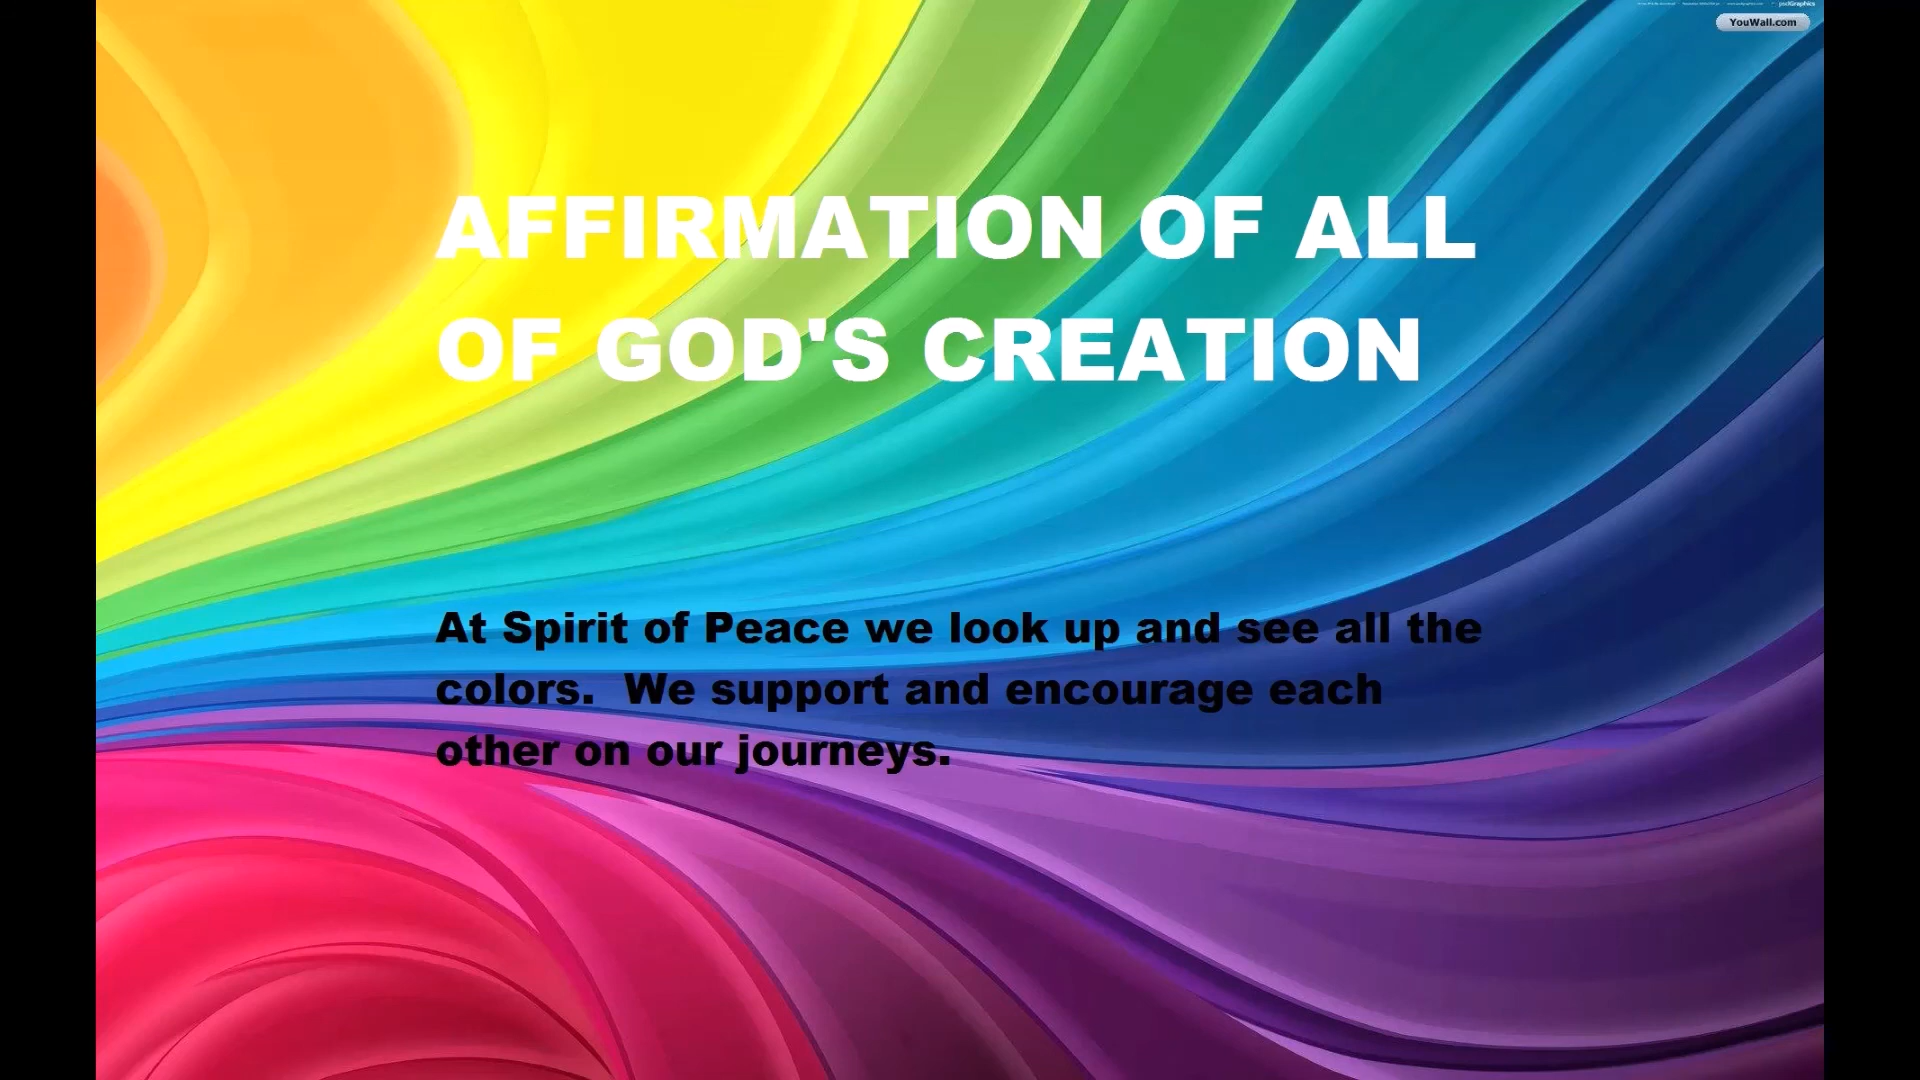 YouWall.com
AFFIRMATION OF ALL
OF GOD'S CREATION
At Spirit of Peace we look up and see all the
colors.  We support and encourage each
other on our journeys.